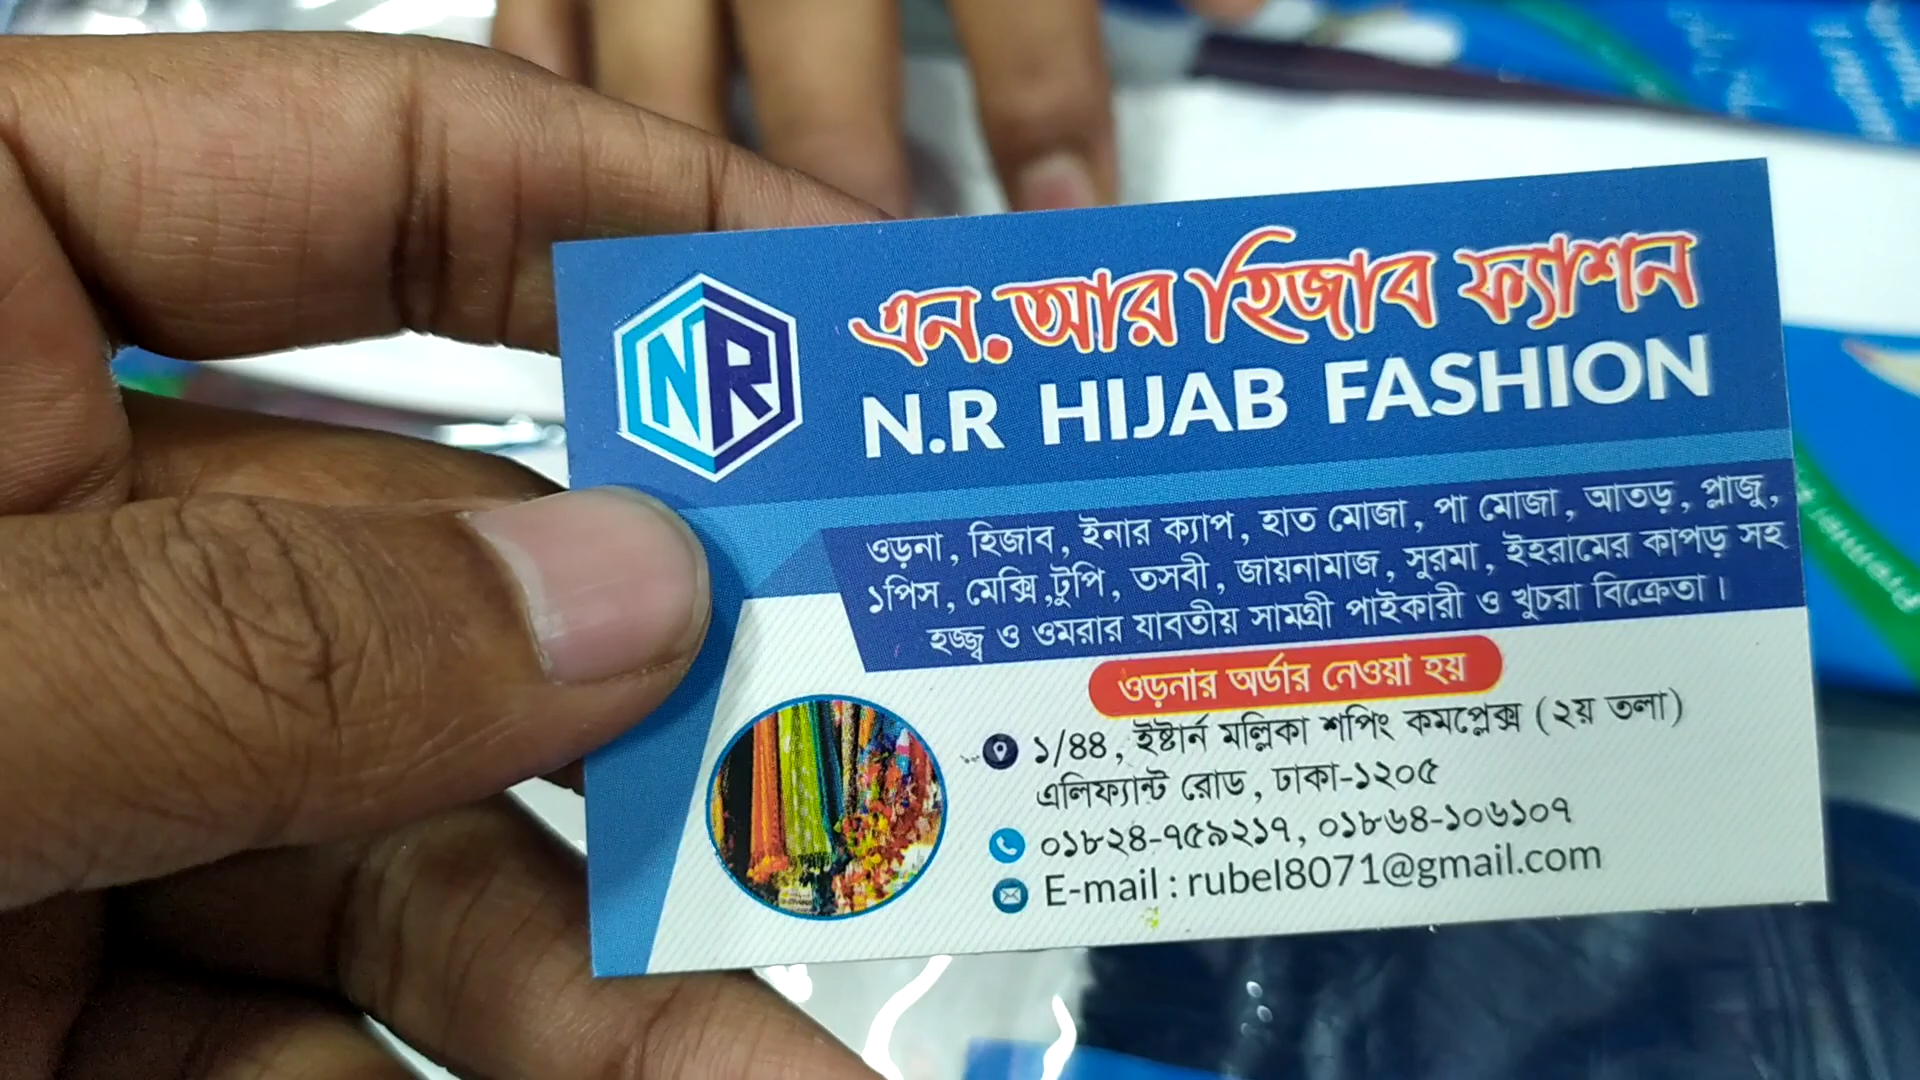 NR
এন.আর হিজাব ফ্যাশন
N.R HIJAB FASHION
ওড়না, হিজাব, ইনার ক্যাপ, হাত মোজা, পা মোজা, আতড়, প্লাজু,
১পিস, মেক্সি,টুপি, তসবী, জায়নামাজ, সুরমা, ইহরামের কাপড় সহ
হজ্জ্ব ও ওমরার যাবতীয় সামগ্রী পাইকারী ও খুচরা বিক্রেতা।
ওড়নার অর্ডার নেওয়া হয়
১/৪৪, ইষ্টার্ন মল্লিকা শপিং কমপ্লেক্স (২য় তলা)
এলিফ্যান্ট রোড, ঢাকা-১২০৫
০১৮২৪-৭৫৯২১৭, ০১৮৬৪-১০৬১০৭
E-mail : rubel8071@gmail.com